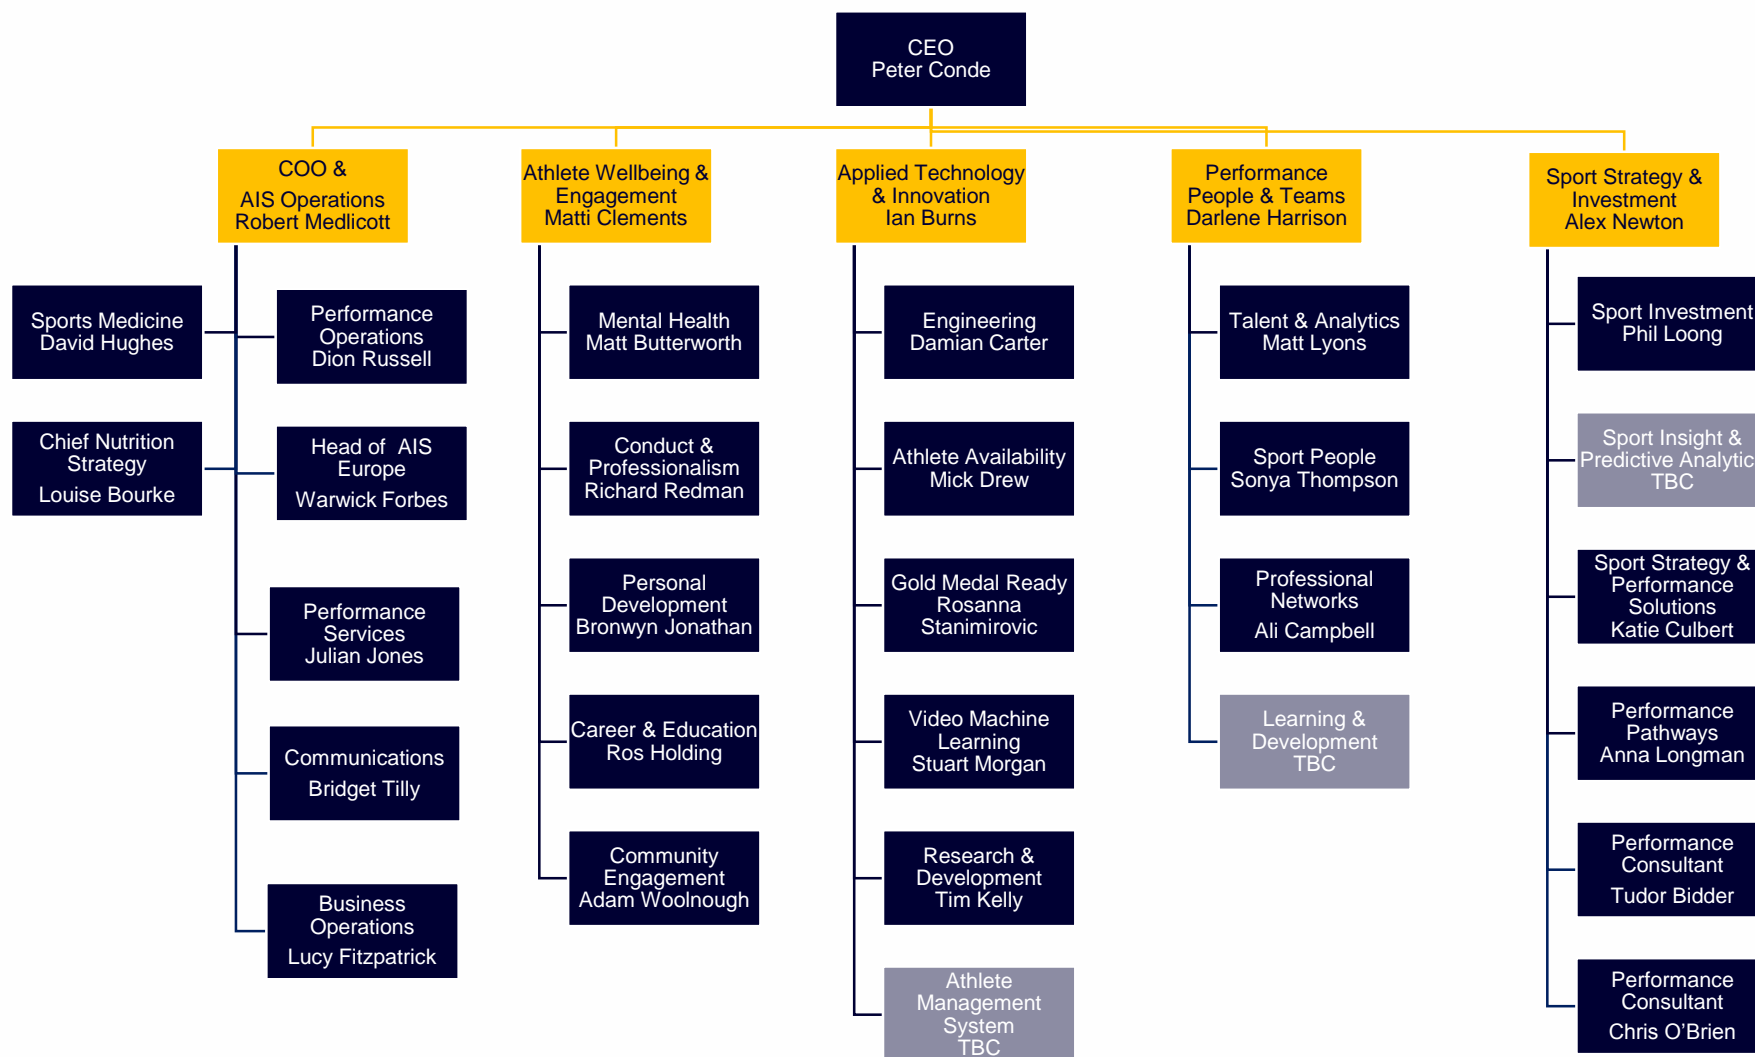 CEO
Peter Conde
COO &
AIS Operations
Robert Medlicott
Athlete Wellbeing &
Engagement
Matti Clements
Applied Technology
& Innovation
Ian Burns
Performance
People & Teams
Darlene Harrison
Sport Strategy &
Investment
Alex Newton
Sports Medicine
David Hughes
Chief Nutrition
Strategy
Louise Bourke
Performance
Operations
Dion Russell
Head of AIS
Europe
Warwick Forbes
Performance
Services
Julian Jones
Communications
Bridget Tilly
Business
Operations
Lucy Fitzpatrick
Mental Health
Matt Butterworth
Conduct &
Professionalism
Richard Redman
Personal
Development
Bronwyn Jonathan
Career & Education
Ros Holding
Community
Engagement
Adam Woolnough
Engineering
Damian Carter
Athlete Availability
Mick Drew
Gold Medal Ready
Rosanna
Stanimirovic
Video Machine
Learning
Stuart Morgan
Research &
Development
Tim Kelly
Athlete
Management
System
TBC
Talent & Analytics
Matt Lyons
Sport People
Sonya Thompson
Professional
Networks
Ali Campbell
Learning &
Development
TBC
Sport Investment
Phil Loong
Sport Insight &
Predictive Analytic
TBC
Sport Strategy &
Performance
Solutions
Katie Culbert
Performance
Pathways
Anna Longman
Performance
Consultant
Tudor Bidder
Performance
Consultant
Chris O'Brien